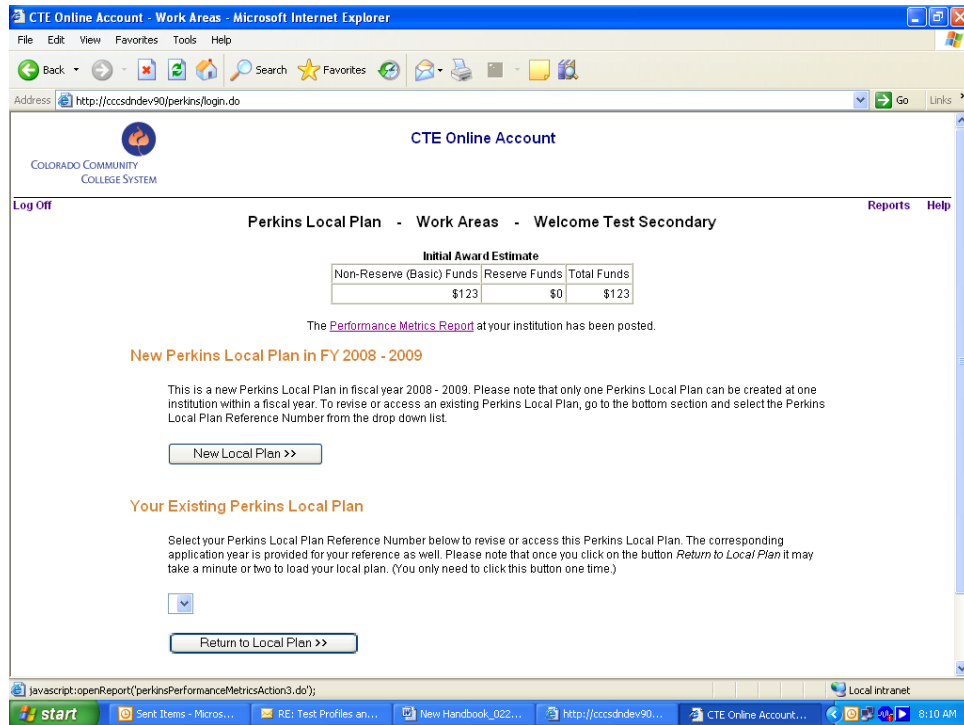 CTE Online Account - Work Areas - Microsoft Internet Explorer
File Edit View Favorites Tools Help
Back Search Favorites
Address http://cccsdndev90/perkins/login.do Go Links
COLORADO COMMUNITY
COLLEGE SYSTEM
CTE Online Account
Log Off Reports Help
Perkins Local Plan - Work Areas - Welcome Test Secondary
Initial Award Estimate
Non-Reserve (Basic) Funds Reserve Funds Total Funds
$123 $0 $123
The Performance Metrics Report at your institution has been posted.
New Perkins Local Plan in FY 2008 - 2009
This is a new Perkins Local Plan in fiscal year 2008 - 2009. Please note that only one Perkins Local Plan can be created at one
institution within a fiscal year. To revise or access an existing Perkins Local Plan, go to the bottom section and select the Perkins
Local Plan Reference Number from the drop down list.
New Local Plan >>
Your Existing Perkins Local Plan
Select your Perkins Local Plan Reference Number below to revise or access this Perkins Local Plan. The corresponding
application year is provided for your reference as well. Please note that once you click on the button Return to Local Plan it may
take a minute or two to load your local plan. (You only need to click this button one time.)
Return to Local Plan >>
javascript:openReport('perkinsPerformanceMetricsAction3.do'); Local intranet
start Sent Items - Micros... RE: Test Profiles an... New Handbook_022... http://cccsdndev90... CTE Online Account... 8:10 AM